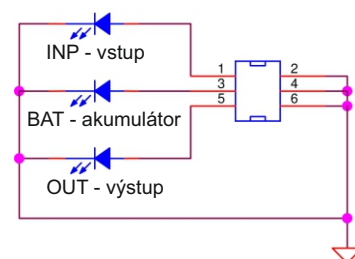 INP - vstup
1 2
3 4
BAT - akumulátor
5 6
OUT - výstup